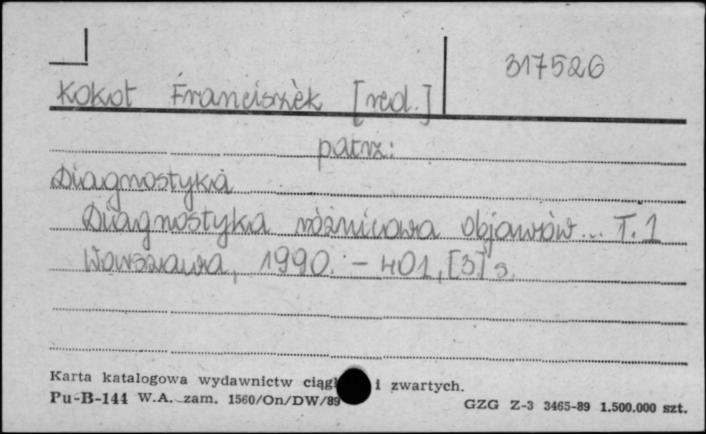 317526
Kokot Franciszek [red.]
patrz:
Diagnostyka
Diagnostyka różnicowa objawów... T. 1
Warszawa, 1990. - 401, [3] s.
Karta katalogowa wydawnictw i zwartych.
Pu-B-144 W.A. zam. 1560/On/DW/89
GZG Z-3 3465-89 1.500.000 szt.